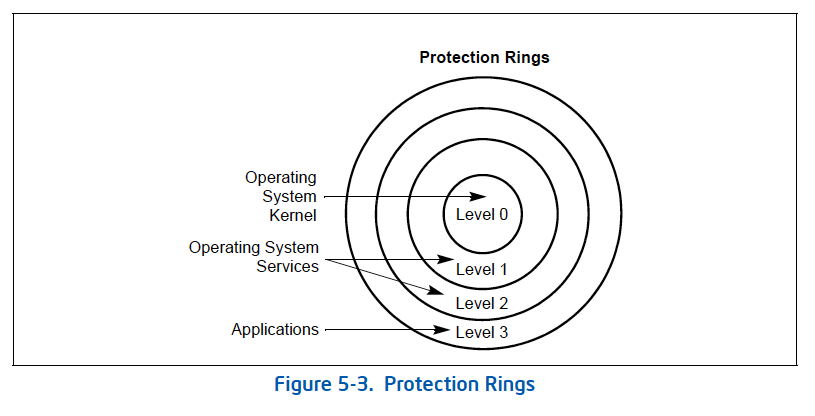 Protection Rings
Operating
System
Kernel
Level 0
Operating System
Services
Level 1
Level 2
Applications
Level 3
Figure 5-3. Protection Rings